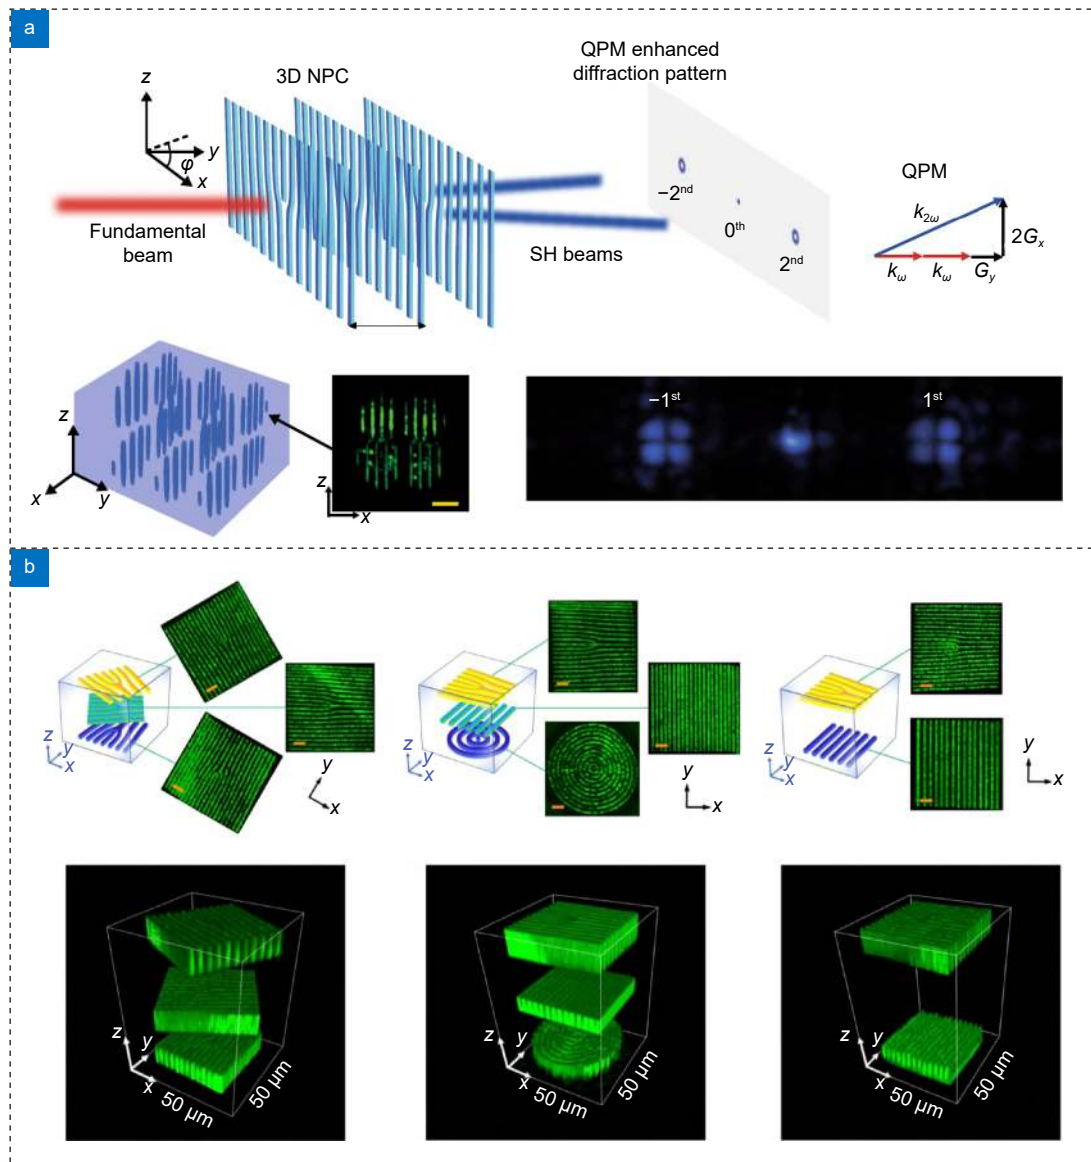 a
QPM enhanced
diffraction pattern
3D NPC
z
y
φ
x
−2ⁿᵈ
0ᵗʰ
2ⁿᵈ
QPM
k₂ω
2Gₓ
kω
kω
Gy
Fundamental
beam
SH beams
z
x
y
z
x
−1ˢᵗ
1ˢᵗ
b
z
y
x
y
x
z
y
x
y
x
z
y
x
y
x
z
y
x
50 μm
50 μm
z
y
x
50 μm
50 μm
z
y
x
50 μm
50 μm